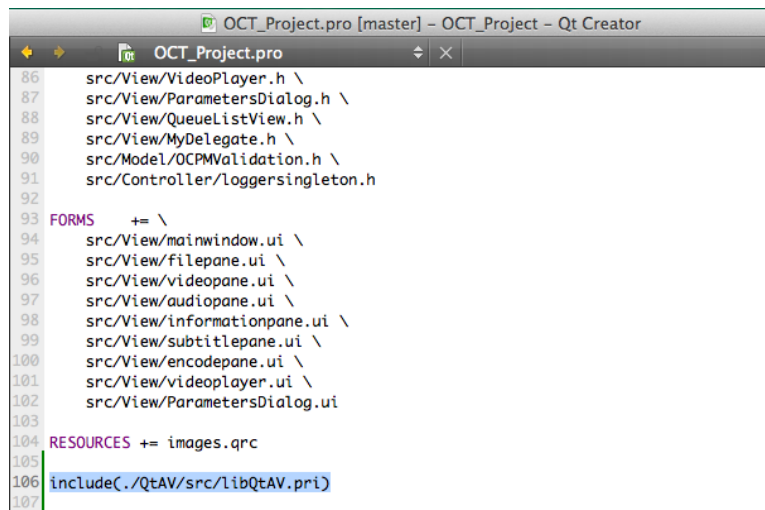 OCT_Project.pro [master] – OCT_Project – Qt Creator
OCT_Project.pro
86 src/View/VideoPlayer.h \
87 src/View/ParametersDialog.h \
88 src/View/QueueListView.h \
89 src/View/MyDelegate.h \
90 src/Model/OCPMValidation.h \
91 src/Controller/loggersingleton.h
92
93 FORMS += \
94 src/View/mainwindow.ui \
95 src/View/filepane.ui \
96 src/View/videopane.ui \
97 src/View/audiopane.ui \
98 src/View/informationpane.ui \
99 src/View/subtitlepane.ui \
100 src/View/encodepane.ui \
101 src/View/videoplayer.ui \
102 src/View/ParametersDialog.ui
103
104 RESOURCES += images.qrc
105
106 include(./QtAV/src/libQtAV.pri)
107